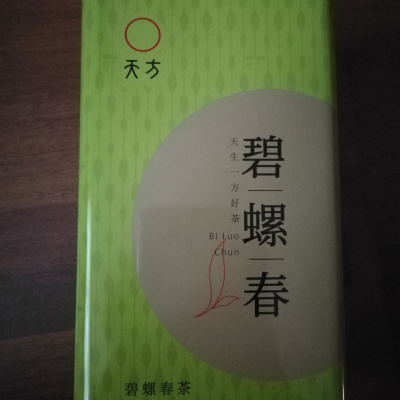 天方
碧螺春
天生一方好茶
Bi Luo
Chun
碧螺春茶